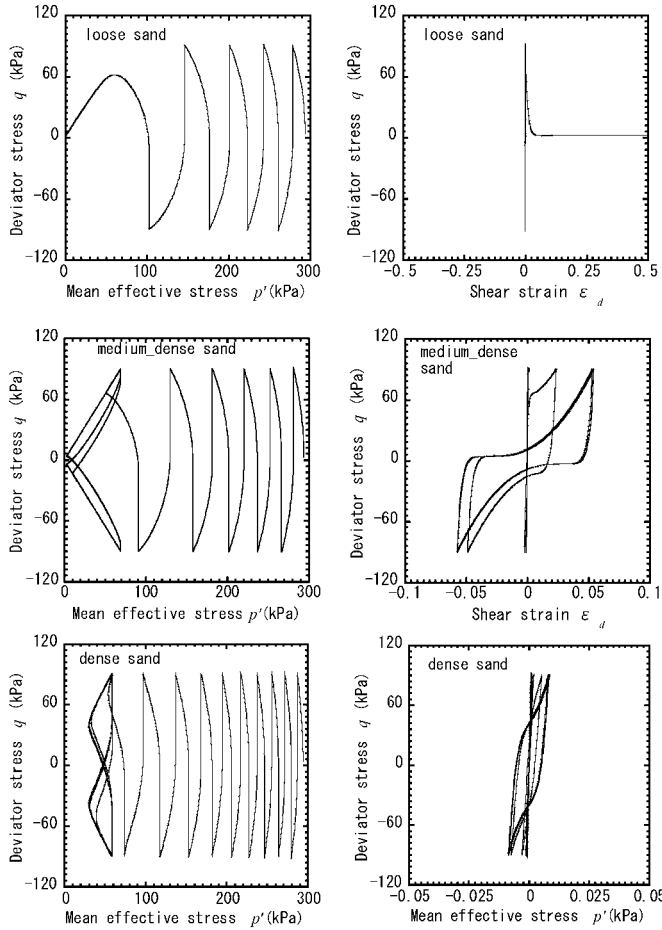 loose sand
Deviator stress q (kPa)
120
60
0
-60
-120
0 100 200 300
Mean effective stress p'(kPa)
loose sand
Deviator stress q (kPa)
120
60
0
-60
-120
-0.5 -0.25 0 0.25 0.5
Shear strain ε d
medium_dense sand
Deviator stress q (kPa)
120
60
0
-60
-120
0 100 200 300
Mean effective stress p'(kPa)
medium_dense
sand
Deviator stress q (kPa)
120
60
0
-60
-120
-0.1 -0.05 0 0.05 0.1
Shear strain ε d
dense sand
Deviator stress q (kPa)
120
60
0
-60
-120
0 100 200 300
Mean effective stress p'(kPa)
dense sand
Deviator stress q (kPa)
120
60
0
-60
-120
-0.05 -0.025 0 0.025 0.05
Mean effective stress p'(kPa)